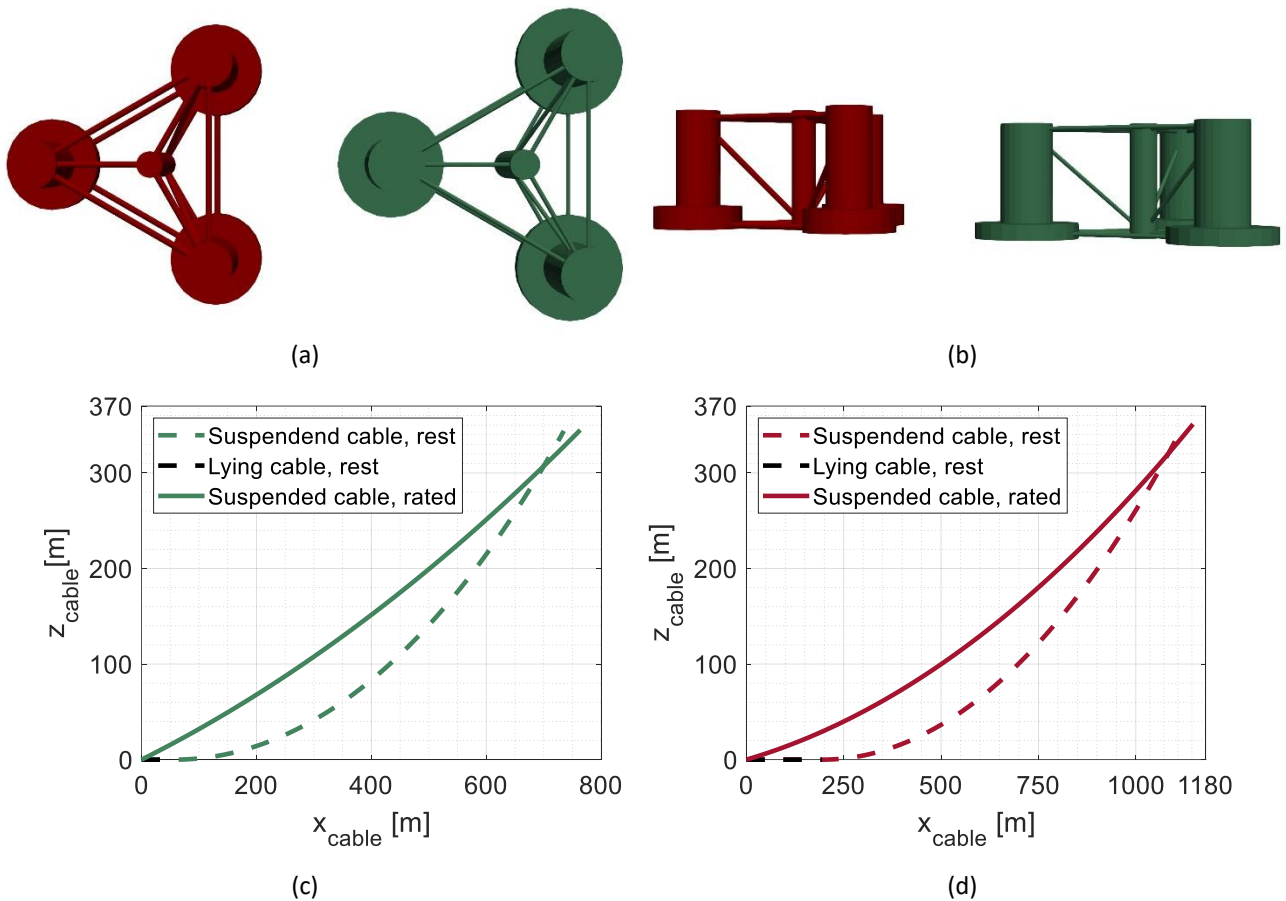 (a)
(b)
370
300
200
100
0
z_cable[m]
Suspendend cable, rest
Lying cable, rest
Suspended cable, rated
0
200
400
600
800
x_cable [m]
(c)
370
300
200
100
0
z_cable[m]
Suspendend cable, rest
Lying cable, rest
Suspended cable, rated
0
250
500
750
1000
1180
x_cable [m]
(d)